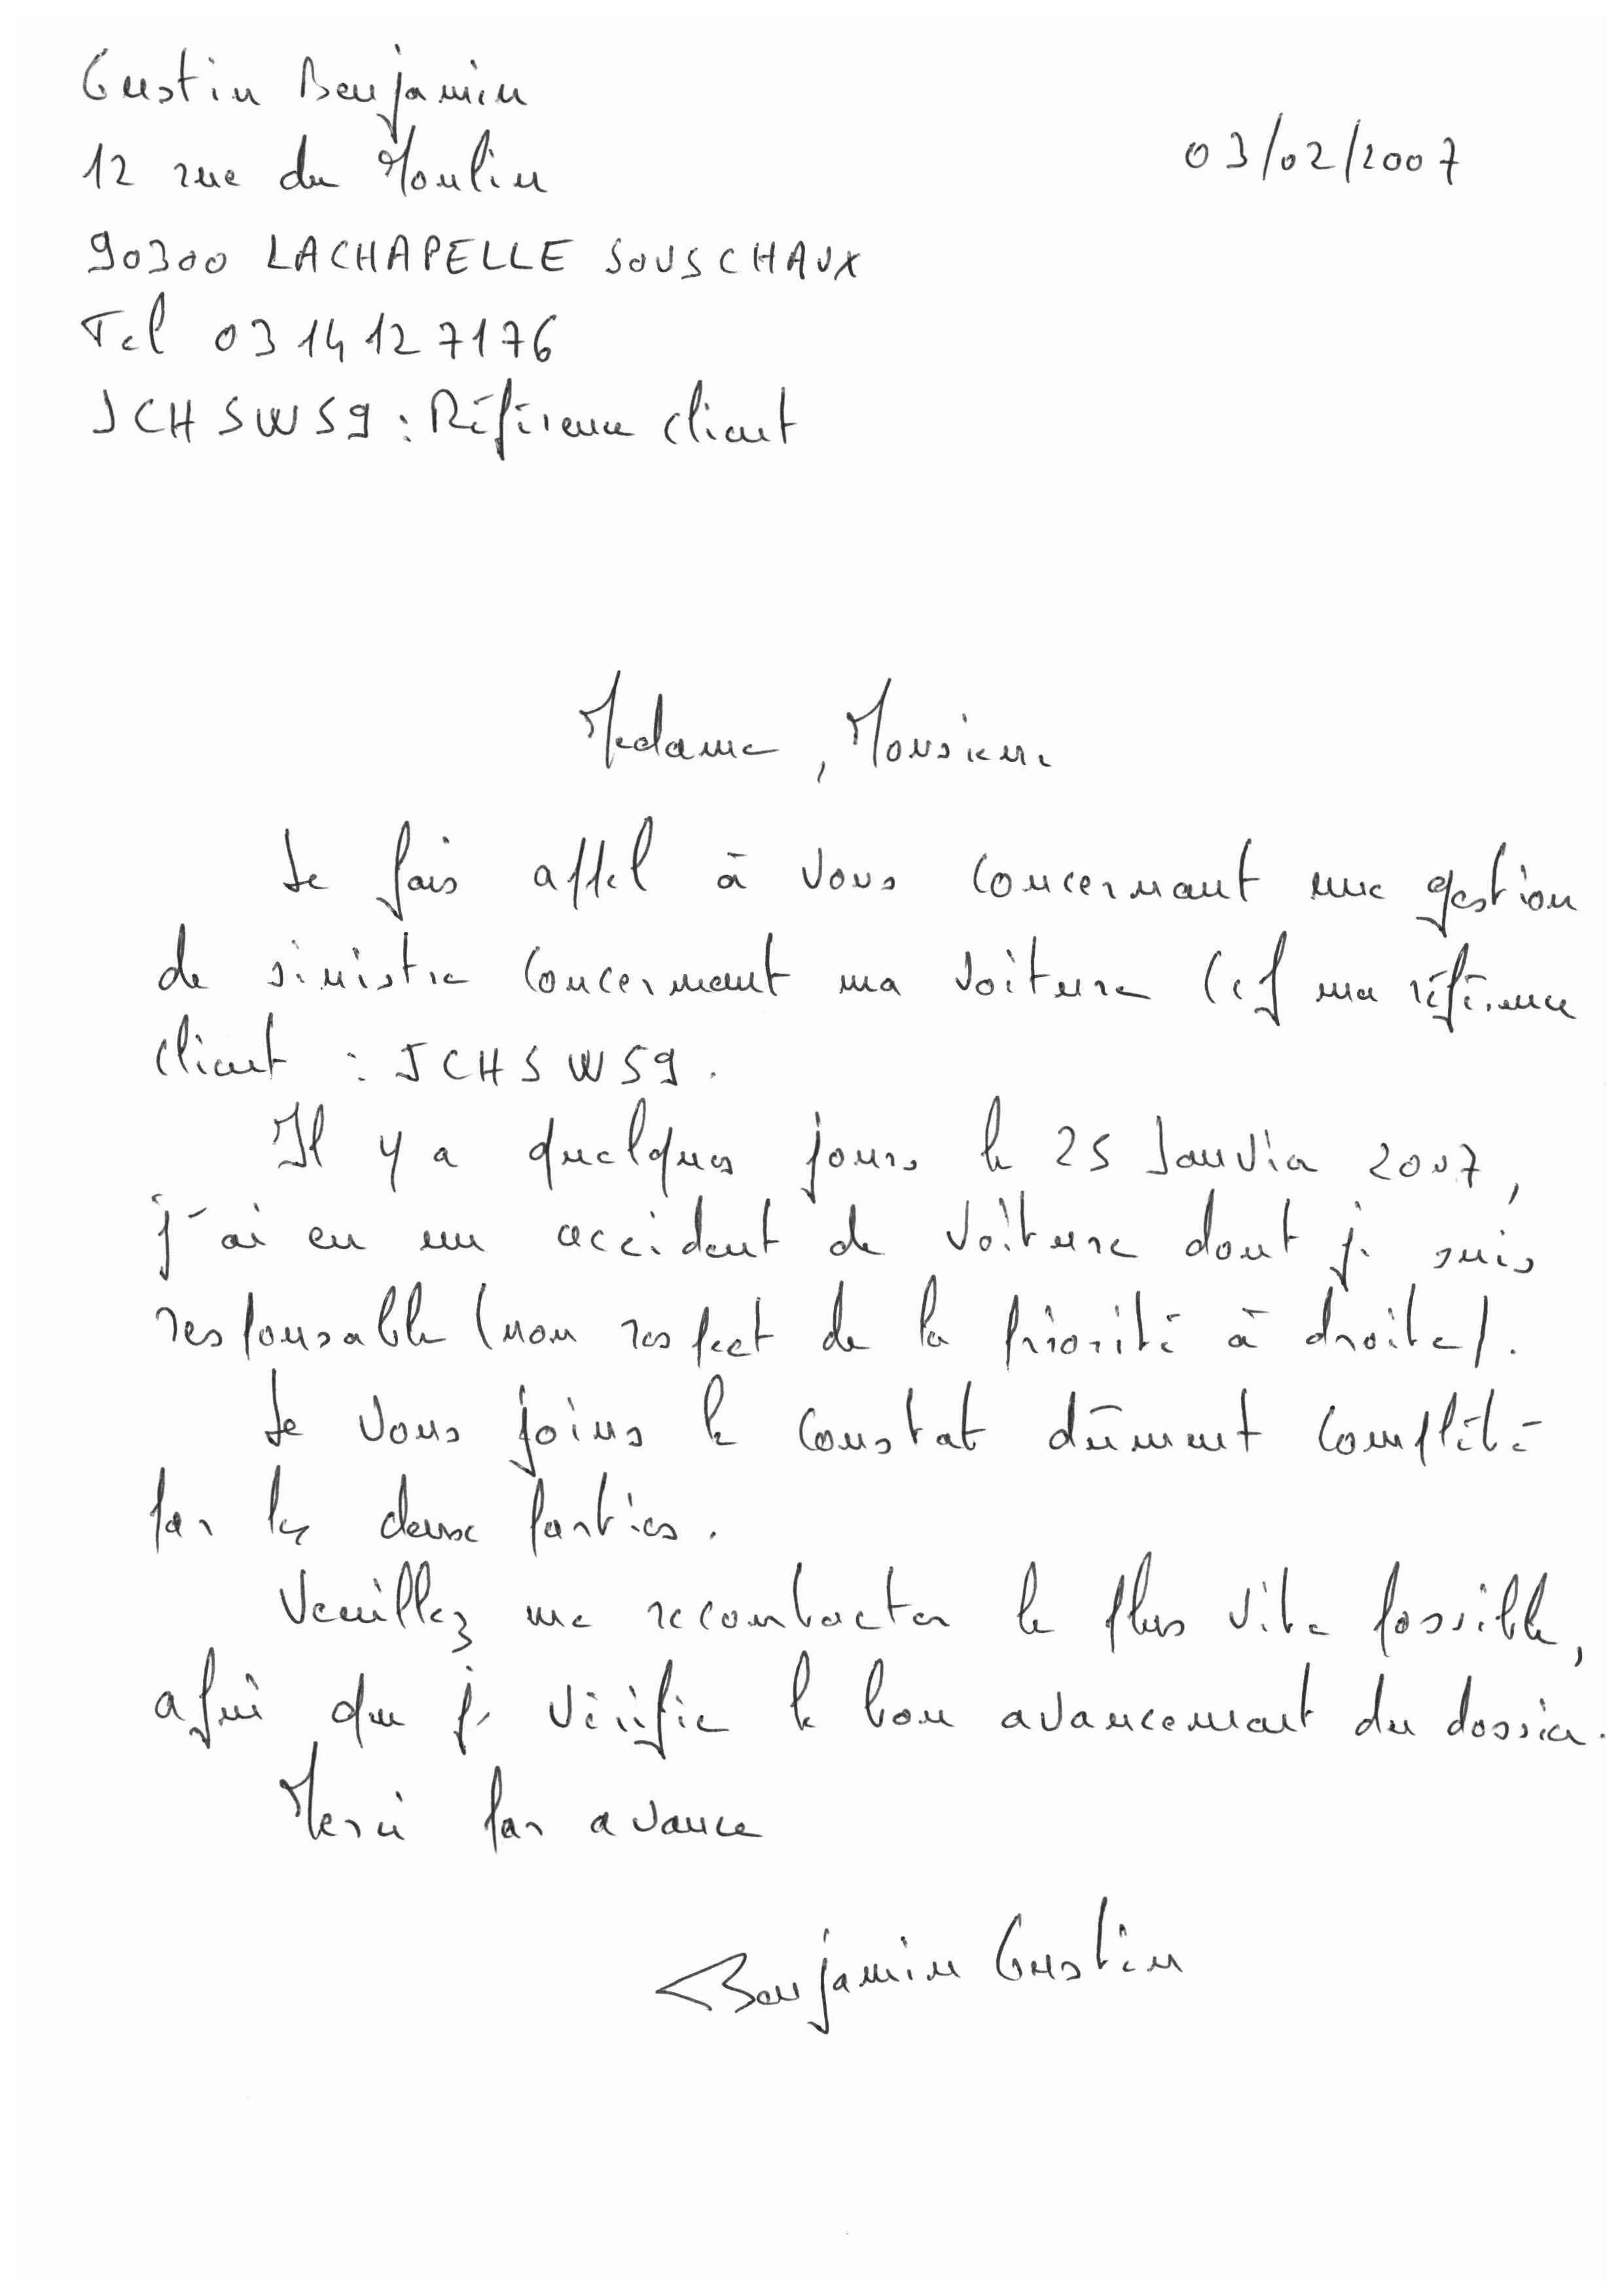 Gustin Benjamin
03/02/2007
12 rue du Moulin
90300 LACHAPELLE SOUS CHAUX
Tel 03 14 12 71 76
JCHSW59 : Référence client
Madame, Monsieur
Je fais appel à vous concernant une gestion
de sinistre concernant ma voiture (cf ma référence
client : JCHSW59.
Il y a quelques jours le 25 Janvier 2007,
j'ai eu un accident de voiture dont je suis
responsable (non respect de la priorité à droite).
Je vous joins le constat dûment complété
par les deux parties.
Veuillez me recontacter le plus vite possible,
afin que je vérifie le bon avancement du dossier.
Merci par avance
Benjamin Gustin